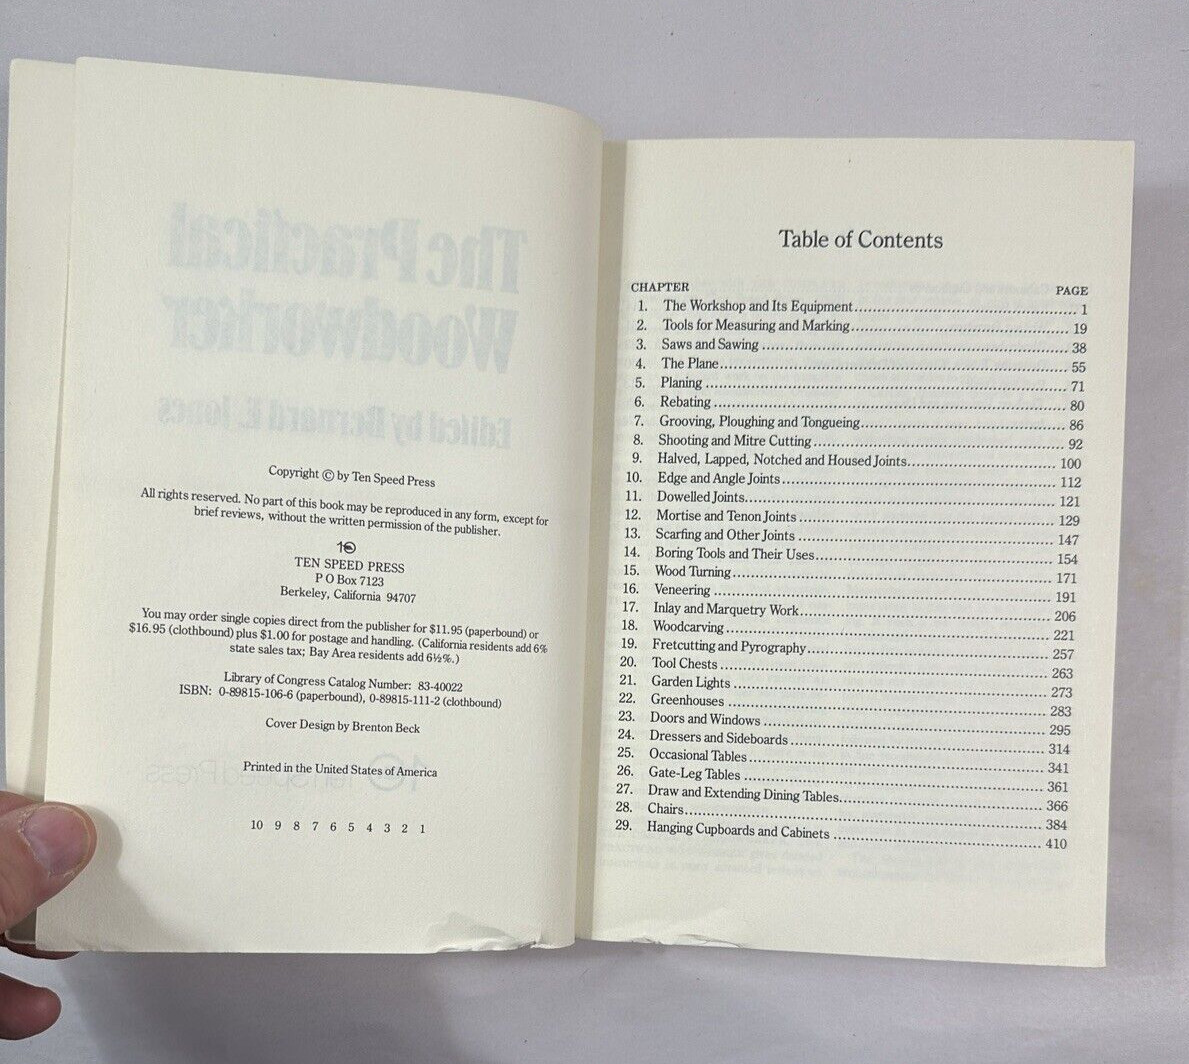 The Practical
Woodworker
Edited by Bernard E. Jones
Copyright © by Ten Speed Press
All rights reserved. No part of this book may be reproduced in any form, except for
brief reviews, without the written permission of the publisher.
TEN SPEED PRESS
P O Box 7123
Berkeley, California 94707
You may order single copies direct from the publisher for $11.95 (paperbound) or
$16.95 (clothbound) plus $1.00 for postage and handling. (California residents add 6%
state sales tax; Bay Area residents add 6½%.)
Library of Congress Catalog Number: 83-40022
ISBN: 0-89815-106-6 (paperbound), 0-89815-111-2 (clothbound)
Cover Design by Brenton Beck
Ten Speed Press
Printed in the United States of America
10 9 8 7 6 5 4 3 2 1
Table of Contents
CHAPTER PAGE
1. The Workshop and Its Equipment 1
2. Tools for Measuring and Marking 19
3. Saws and Sawing 38
4. The Plane 55
5. Planing 71
6. Rebating 80
7. Grooving, Ploughing and Tongueing 86
8. Shooting and Mitre Cutting 92
9. Halved, Lapped, Notched and Housed Joints 100
10. Edge and Angle Joints 112
11. Dowelled Joints 121
12. Mortise and Tenon Joints 129
13. Scarfing and Other Joints 147
14. Boring Tools and Their Uses 154
15. Wood Turning 171
16. Veneering 191
17. Inlay and Marquetry Work 206
18. Woodcarving 221
19. Fretcutting and Pyrography 257
20. Tool Chests 263
21. Garden Lights 273
22. Greenhouses 283
23. Doors and Windows 295
24. Dressers and Sideboards 314
25. Occasional Tables 341
26. Gate-Leg Tables 361
27. Draw and Extending Dining Tables 366
28. Chairs 384
29. Hanging Cupboards and Cabinets 410